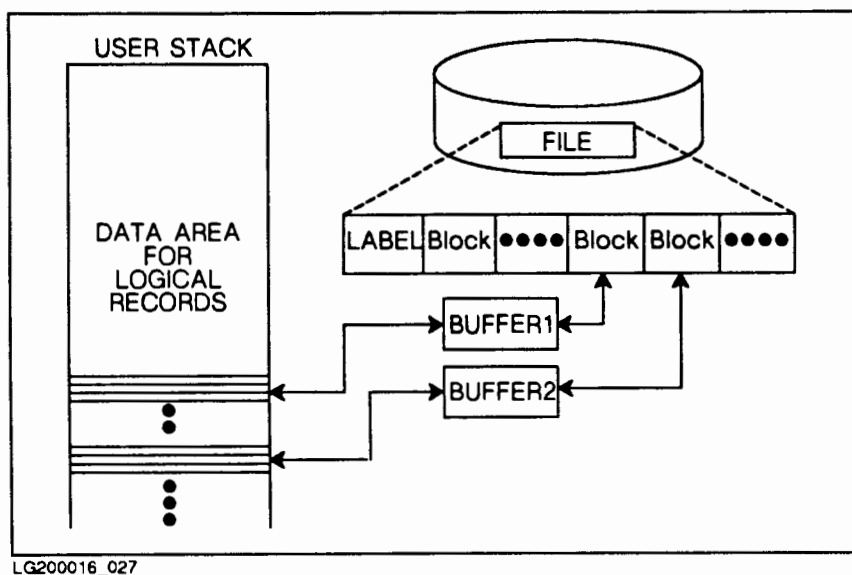 USER STACK
FILE
LABEL Block •••• Block Block ••••
DATA AREA
FOR
LOGICAL
RECORDS
BUFFER1
BUFFER2
LG200016_027